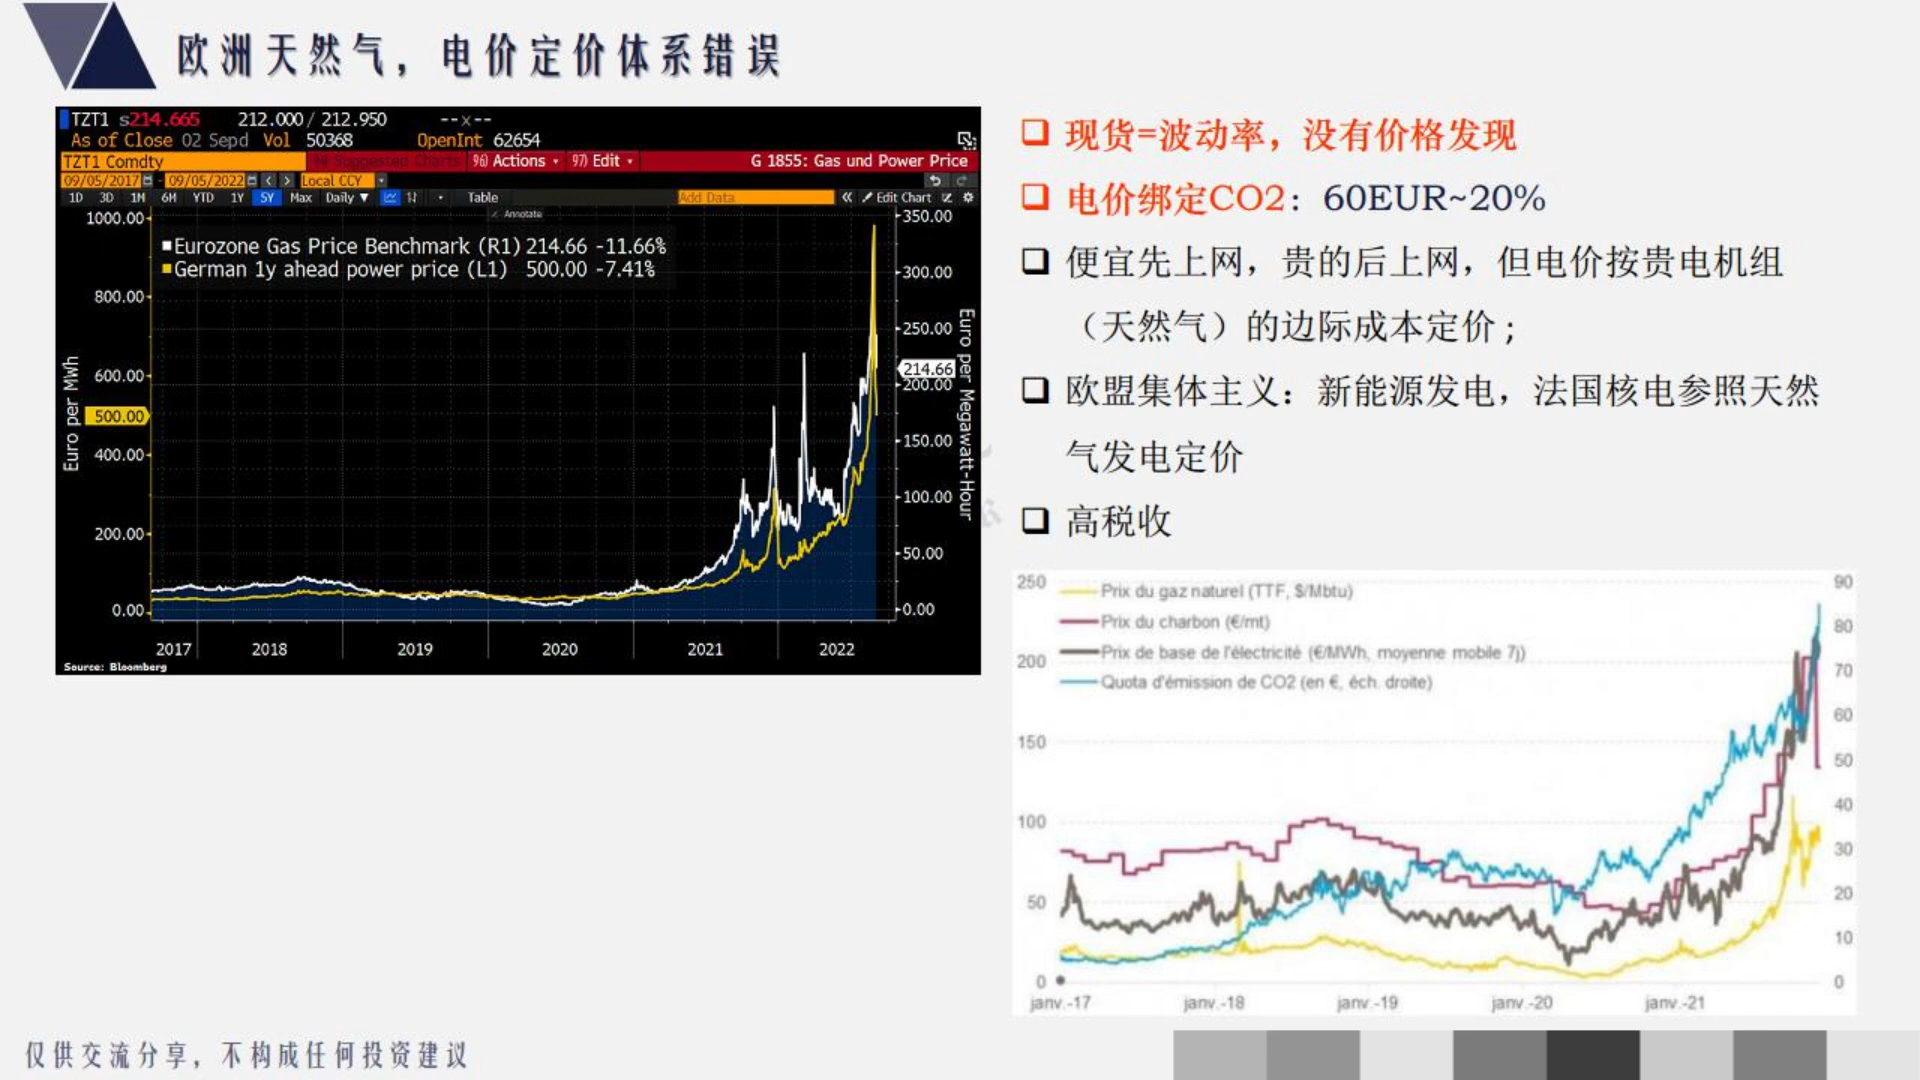 欧洲天然气，电价定价体系错误
TZT1 s214.665 212.000 / 212.950 --x--
As of Close 02 Sepd Vol 50368 OpenInt 62654
TZT1 Comdty 96) Actions 97) Edit G 1855: Gas und Power Price
09/05/2017 - 09/05/2022 Local CCY
1D 3D 1M 6M YTD 1Y 5Y Max Daily ▼ Table Add Data « Edit Chart
Annotate
Eurozone Gas Price Benchmark (R1) 214.66 -11.66%
German 1y ahead power price (L1) 500.00 -7.41%
Euro per MWh
1000.00
800.00
600.00
500.00
400.00
200.00
0.00
350.00
300.00
250.00
214.66
200.00
150.00
100.00
50.00
0.00
Euro per Megawatt-Hour
2017 2018 2019 2020 2021 2022
Source: Bloomberg
现货=波动率，没有价格发现
电价绑定CO2：60EUR~20%
便宜先上网，贵的后上网，但电价按贵电机组
（天然气）的边际成本定价；
欧盟集体主义：新能源发电，法国核电参照天然
气发电定价
高税收
Prix du gaz naturel (TTF, $/Mbtu)
Prix du charbon (€/mt)
Prix de base de l'électricité (€/MWh, moyenne mobile 7j)
Quota d'émission de CO2 (en €, éch. droite)
250
200
150
100
50
0
90
80
70
60
50
40
30
20
10
0
janv.-17 janv.-18 janv.-19 janv.-20 janv.-21
仅供交流分享，不构成任何投资建议